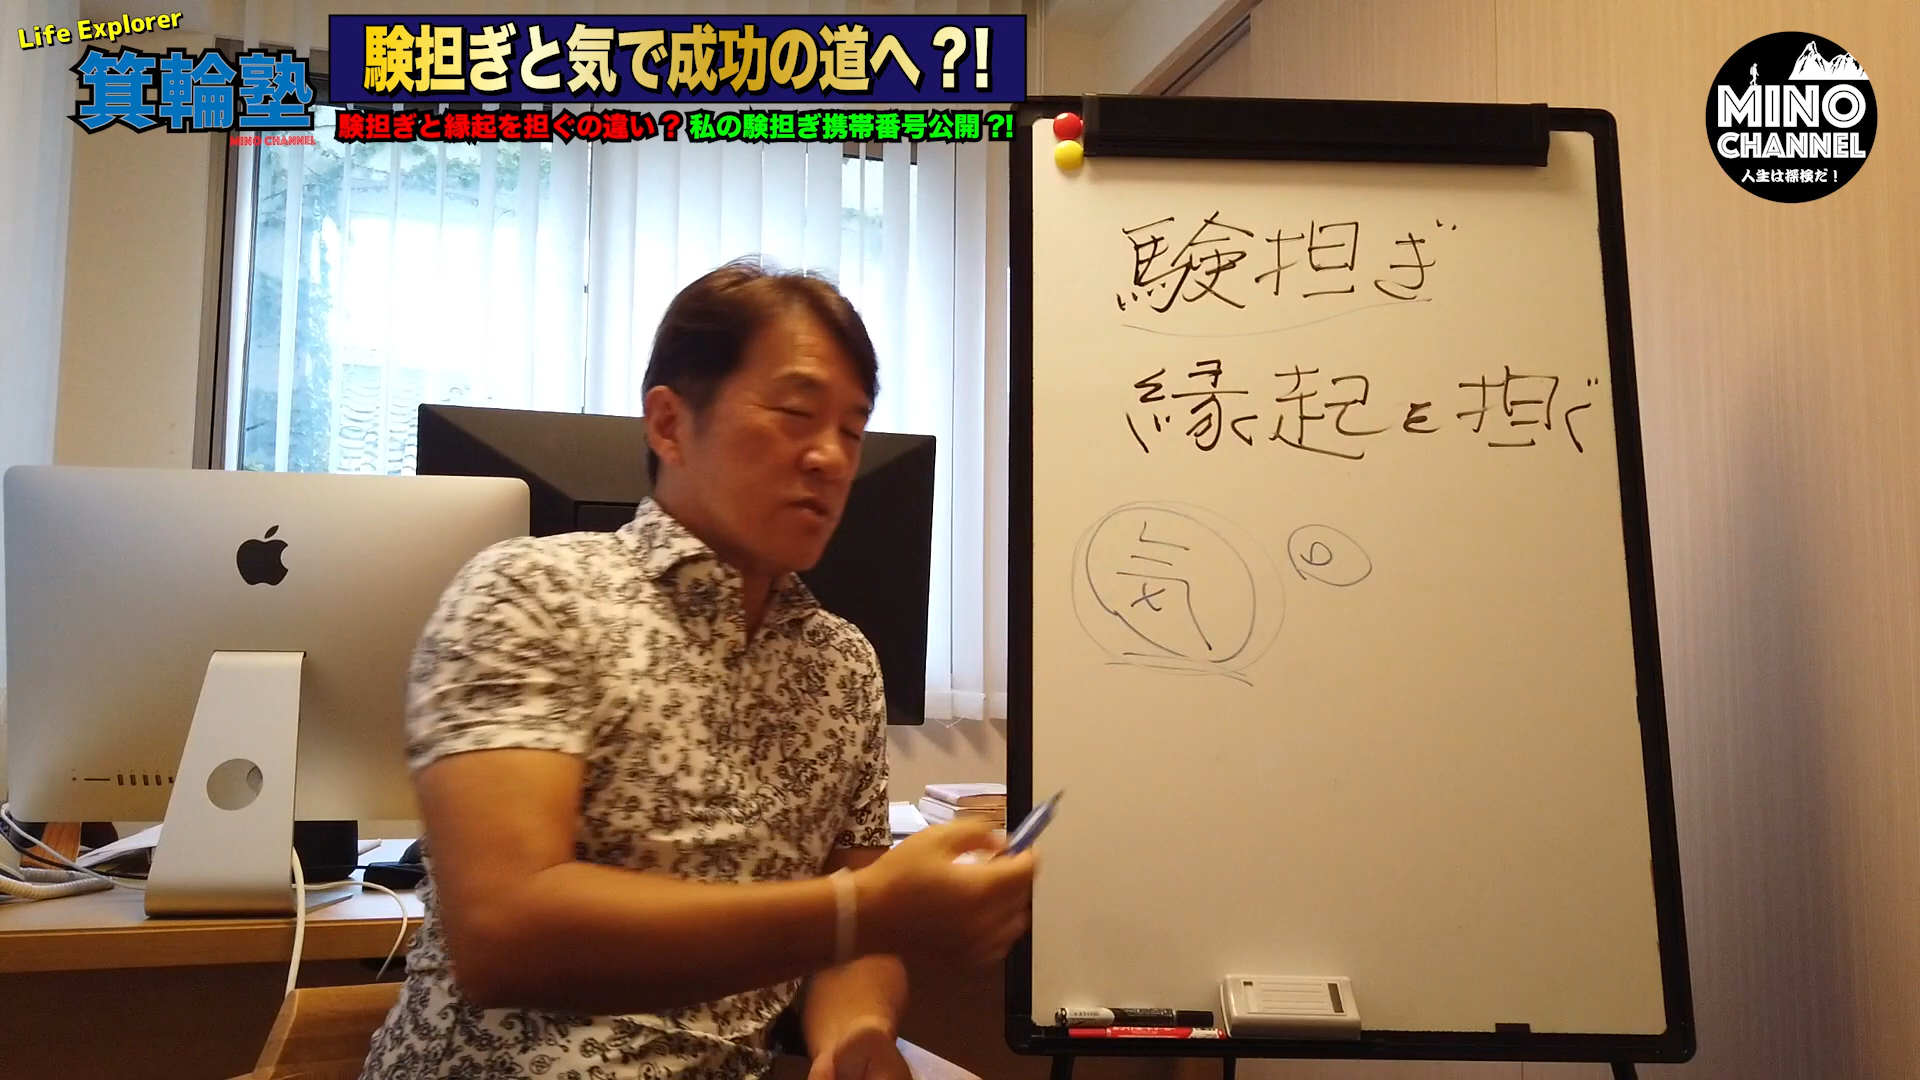 Life Explorer
箕輪塾
MINO CHANNEL
験担ぎと気で成功の道へ?!
験担ぎと縁起を担ぐの違い？私の験担ぎ携帯番号公開?!
MINO
CHANNEL
人生は探検だ！
験担ぎ
縁起を担ぐ
気
の